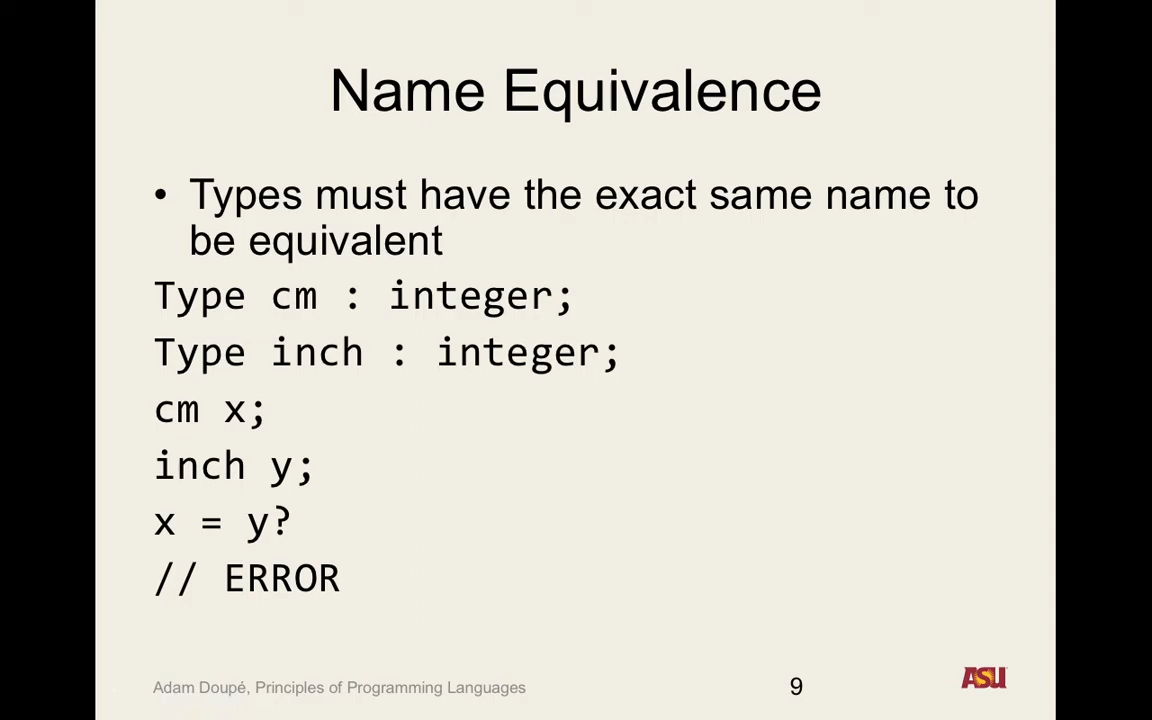 Name Equivalence
• Types must have the exact same name to
be equivalent
Type cm : integer;
Type inch : integer;
cm x;
inch y;
x = y?
// ERROR
Adam Doupé, Principles of Programming Languages
9
ASU